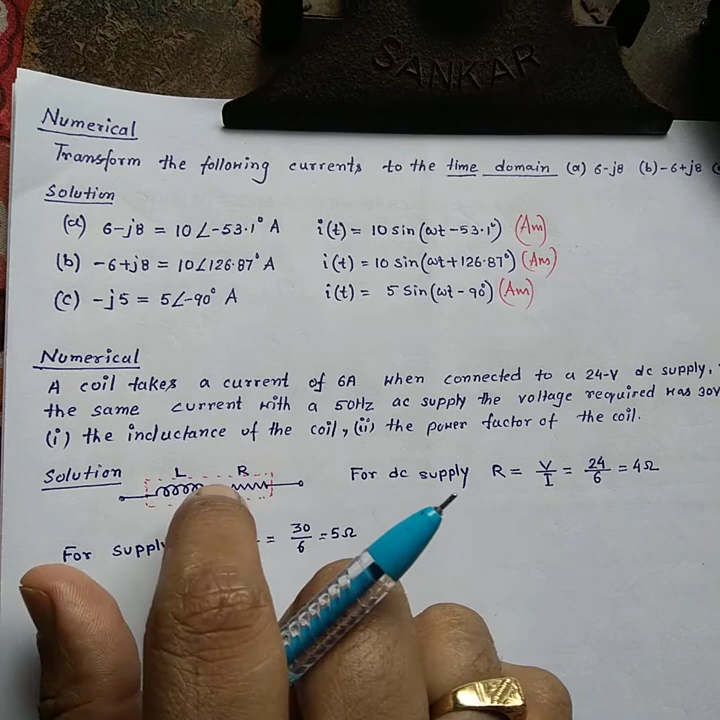 SANKAR
Numerical
Transform the following currents to the time domain (a) 6-j8 (b) -6+j8 (
Solution
(a) 6-j8 = 10∠-53.1° A i(t) = 10 sin(ωt-53.1°) (Am)
(b) -6+j8 = 10∠126.87° A i(t) = 10 sin(ωt+126.87°) (Am)
(c) -j5 = 5∠-90° A i(t) = 5 sin(ωt-90°) (Am)
Numerical
A coil takes a current of 6A when connected to a 24-V dc supply,
the same current with a 50Hz ac supply the voltage required was 30V
(i) the inductance of the coil, (ii) the power factor of the coil.
Solution L R For dc supply R = V/I = 24/6 = 4Ω
For supply = 30/6 = 5Ω